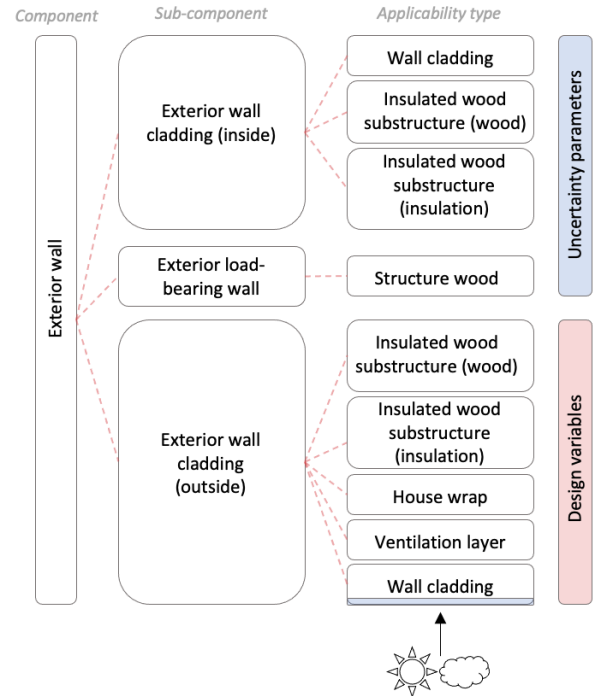 Component
Sub-component
Applicability type
Exterior wall
Exterior wall
cladding (inside)
Wall cladding
Insulated wood
substructure (wood)
Insulated wood
substructure
(insulation)
Uncertainty parameters
Exterior load-
bearing wall
Structure wood
Exterior wall
cladding
(outside)
Insulated wood
substructure (wood)
Insulated wood
substructure
(insulation)
House wrap
Ventilation layer
Wall cladding
Design variables